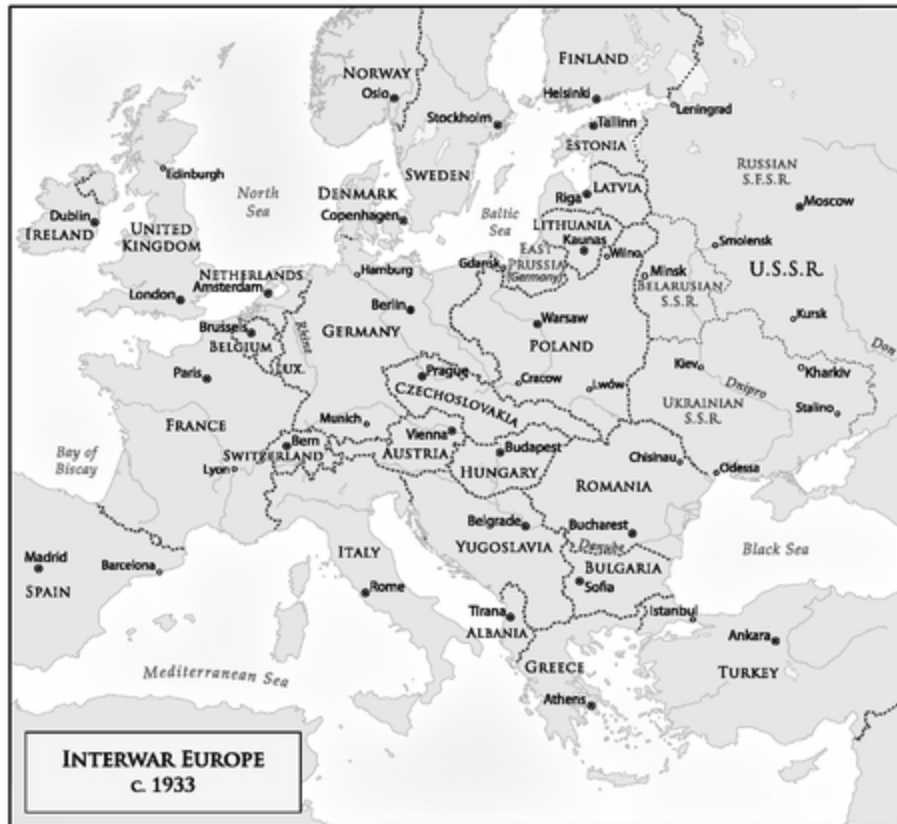 NORWAY
Oslo
FINLAND
Helsinki
Leningrad
Stockholm
Tallinn
ESTONIA
Edinburgh
North
Sea
DENMARK
Copenhagen
SWEDEN
Baltic
Sea
Riga
LATVIA
RUSSIAN
S.F.S.R.
Moscow
Dublin
IRELAND
UNITED
KINGDOM
LITHUANIA
Kaunas
Wilno
Smolensk
U.S.S.R.
NETHERLANDS
Amsterdam
Hamburg
Gdansk
EAST
PRUSSIA
(Germany)
Minsk
BELARUSIAN
S.S.R.
London
Berlin
Warsaw
Kursk
Brussels
BELGIUM
Rhine
GERMANY
POLAND
Don
Paris
LUX.
Prague
CZECHOSLOVAKIA
Cracow
Lwów
Kiev
Dnipro
Kharkiv
UKRAINIAN
S.S.R.
Stalino
FRANCE
Munich
Vienna
AUSTRIA
Bay of
Biscay
Bern
SWITZERLAND
Lyon
Budapest
HUNGARY
Chisinau
Odessa
ROMANIA
Belgrade
YUGOSLAVIA
Bucharest
Danube
Black Sea
Madrid
SPAIN
Barcelona
ITALY
Rome
BULGARIA
Sofia
Tirana
ALBANIA
Istanbul
Ankara
TURKEY
Mediterranean Sea
GREECE
Athens
INTERWAR EUROPE
C. 1933